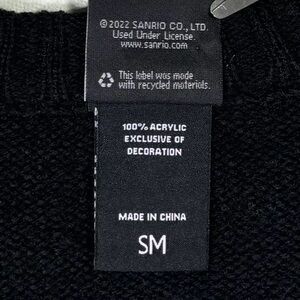 ©2022 SANRIO CO., LTD.
Used Under License.
www.sanrio.com
This label was made
with recycled materials.
100% ACRYLIC
EXCLUSIVE OF
DECORATION
MADE IN CHINA
SM